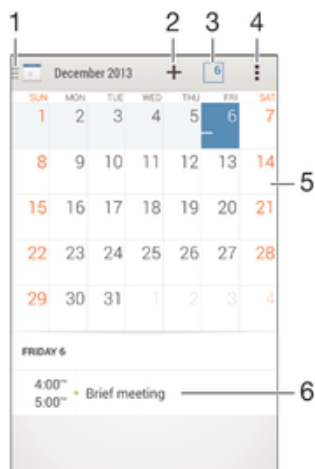 1 2 3 4
December 2013 + 6
SUN MON TUE WED THU FRI SAT
1 2 3 4 5 6 7
8 9 10 11 12 13 14
5
15 16 17 18 19 20 21
22 23 24 25 26 27 28
29 30 31 1 2 3 4
FRIDAY 6
4:00 PM
5:00 PM Brief meeting 6